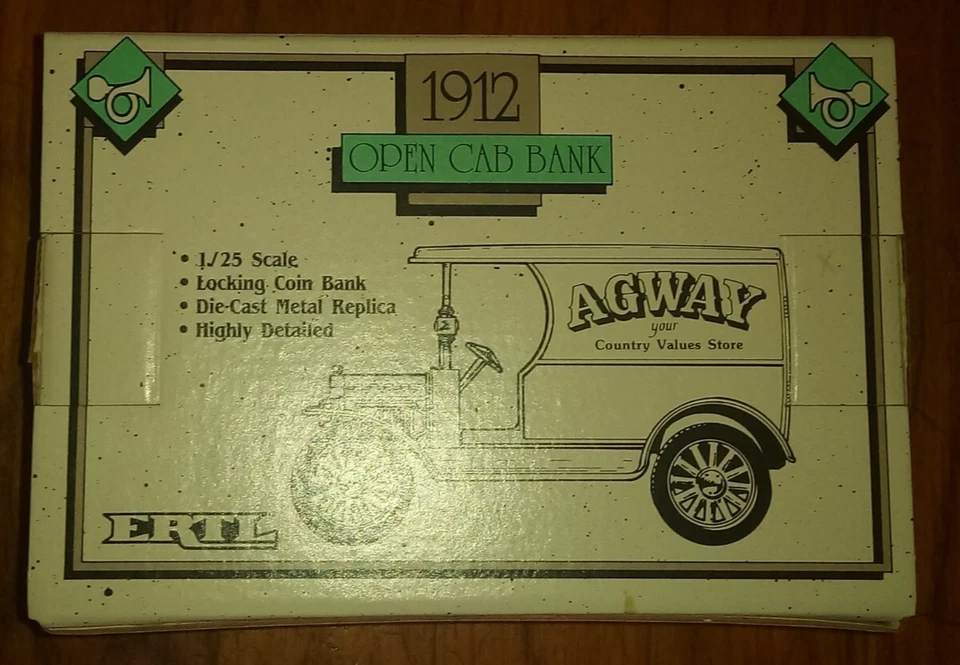 1912
OPEN CAB BANK
• 1/25 Scale
• Locking Coin Bank
• Die-Cast Metal Replica
• Highly Detailed
AGWAY
your
Country Values Store
ERTL